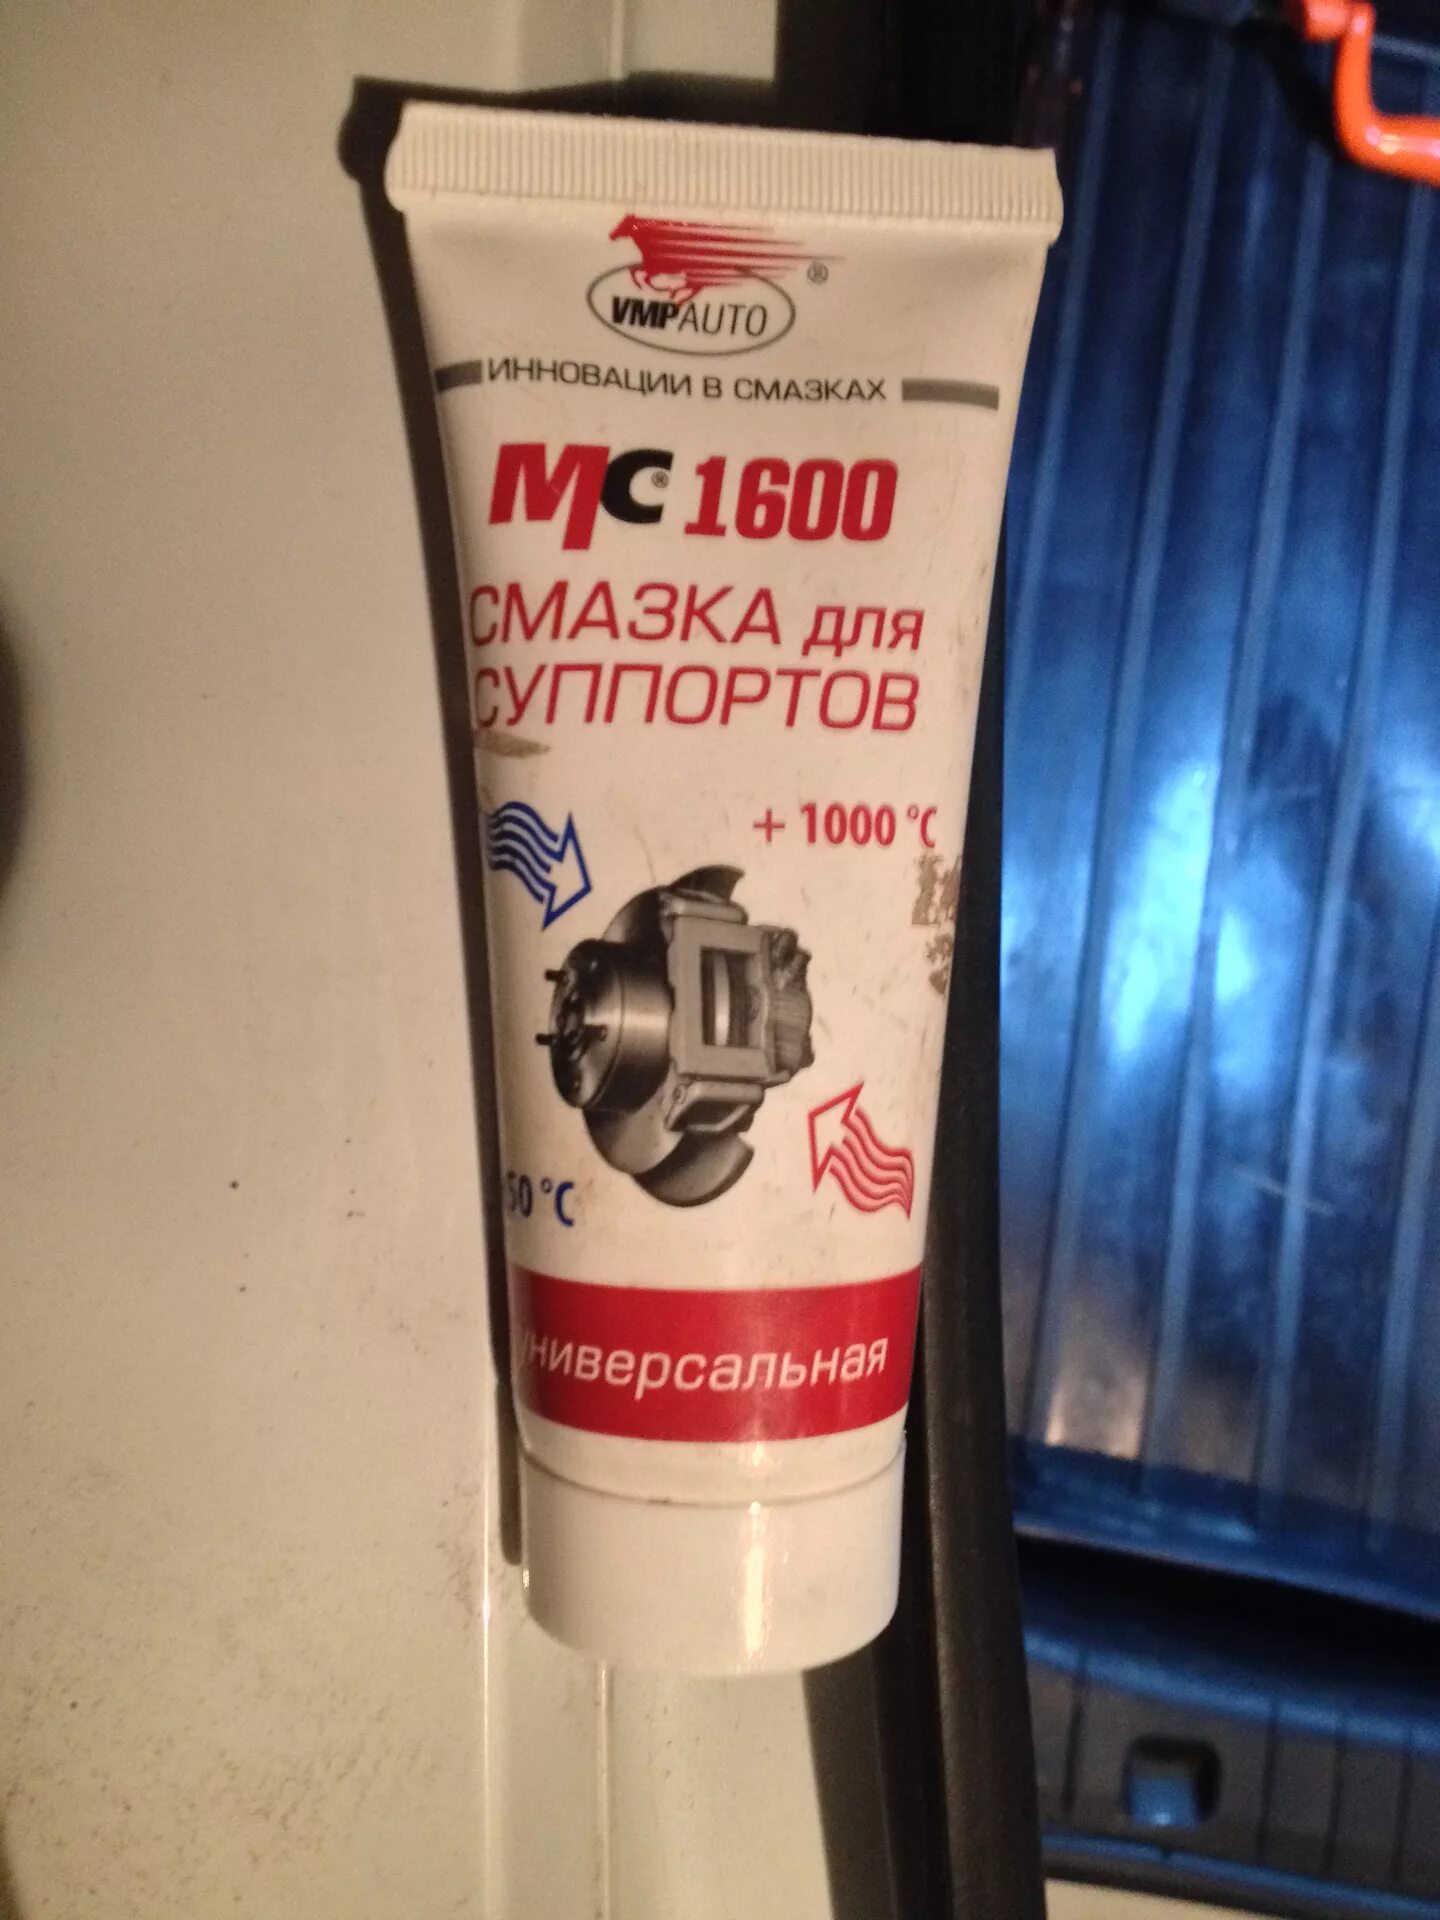 VMPAUTO ®
ИННОВАЦИИ В СМАЗКАХ
МС® 1600
СМАЗКА ДЛЯ
СУППОРТОВ
+ 1000 °C
50 °C
универсальная